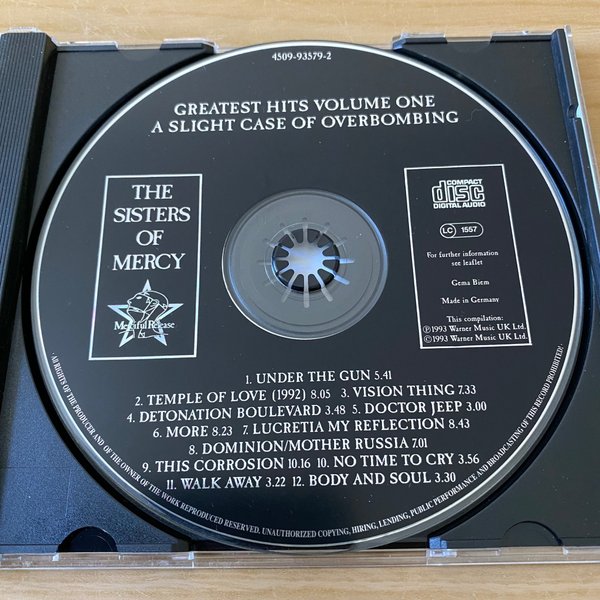 4509-93579-2
GREATEST HITS VOLUME ONE
A SLIGHT CASE OF OVERBOMBING
THE
SISTERS
OF
MERCY
Merciful Release
COMPACT
disc
DIGITAL AUDIO
LC 1557
For further information
see leaflet
Gema Biem
Made in Germany
This compilation:
Ⓟ1993 Warner Music UK Ltd.
©1993 Warner Music UK Ltd.
1. UNDER THE GUN 5.41
2. TEMPLE OF LOVE (1992) 8.05 3. VISION THING 7.33
4. DETONATION BOULEVARD 3.48 5. DOCTOR JEEP 3.00
6. MORE 8.23 7. LUCRETIA MY REFLECTION 8.43
8. DOMINION/MOTHER RUSSIA 7.01
9. THIS CORROSION 10.16 10. NO TIME TO CRY 3.56
11. WALK AWAY 3.22 12. BODY AND SOUL 3.30
· All RIGHTS OF THE PRODUCER AND OF THE OWNER OF THE WORK REPRODUCED RESERVED. UNAUTHORIZED COPYING, HIRING, LENDING, PUBLIC PERFORMANCE AND BROADCASTING OF THIS RECORD PROHIBITED! ·